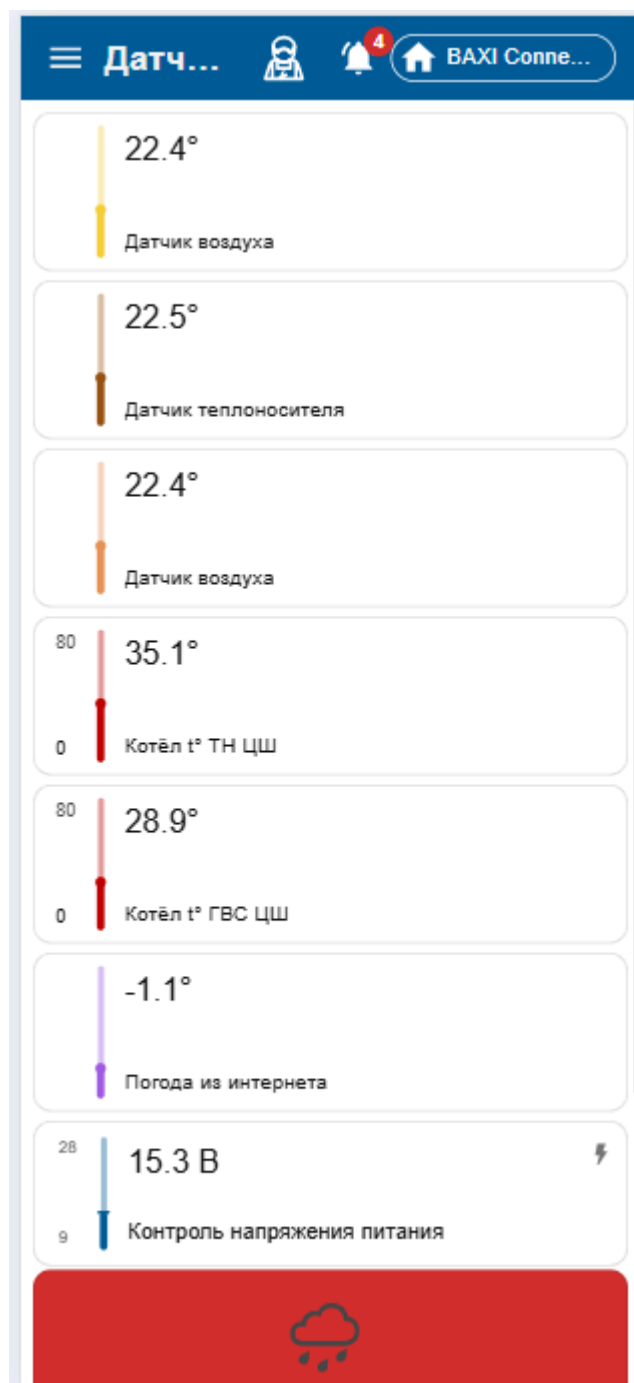 Датч...
4
BAXI Conne...
22.4°
Датчик воздуха
22.5°
Датчик теплоносителя
22.4°
Датчик воздуха
80
35.1°
0
Котёл t° ТН ЦШ
80
28.9°
0
Котёл t° ГВС ЦШ
-1.1°
Погода из интернета
28
15.3 В
9
Контроль напряжения питания